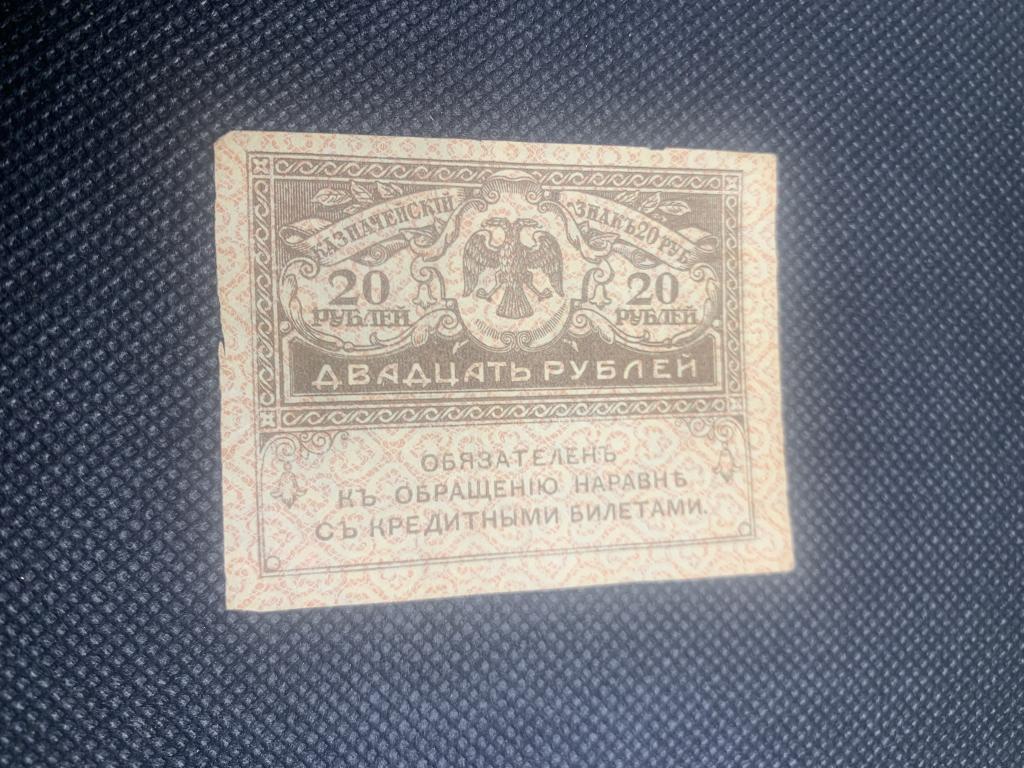 КАЗНАЧЕЙСКІЙ
ЗНАКЪ 20 РУБ.
20
РУБЛЕЙ
20
РУБЛЕЙ
ДВАДЦАТЬ РУБЛЕЙ
ОБЯЗАТЕЛЕНЪ
КЪ ОБРАЩЕНІЮ НАРАВНѢ
СЪ КРЕДИТНЫМИ БИЛЕТАМИ.